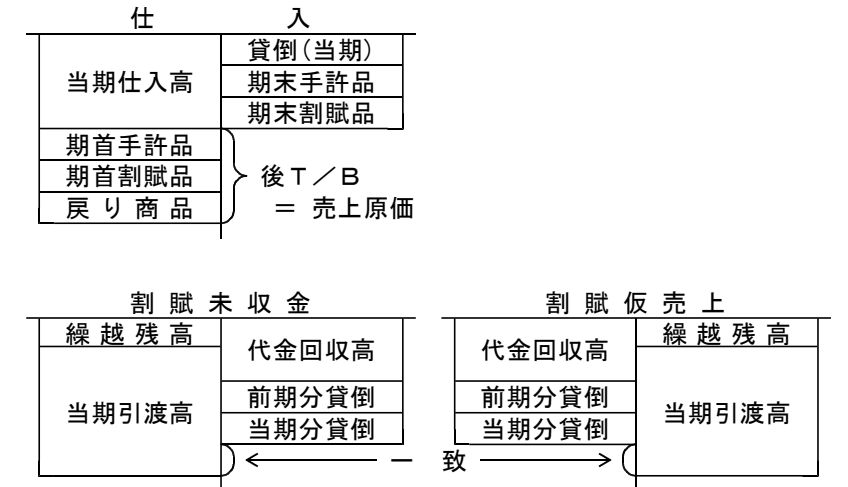 仕 入
貸倒(当期)
当期仕入高
期末手許品
期末割賦品
期首手許品
期首割賦品
戻り商品
後T/B
= 売上原価
割賦未収金
繰越残高
代金回収高
当期引渡高
前期分貸倒
当期分貸倒
割賦仮売上
代金回収高
繰越残高
前期分貸倒
当期引渡高
当期分貸倒
一致